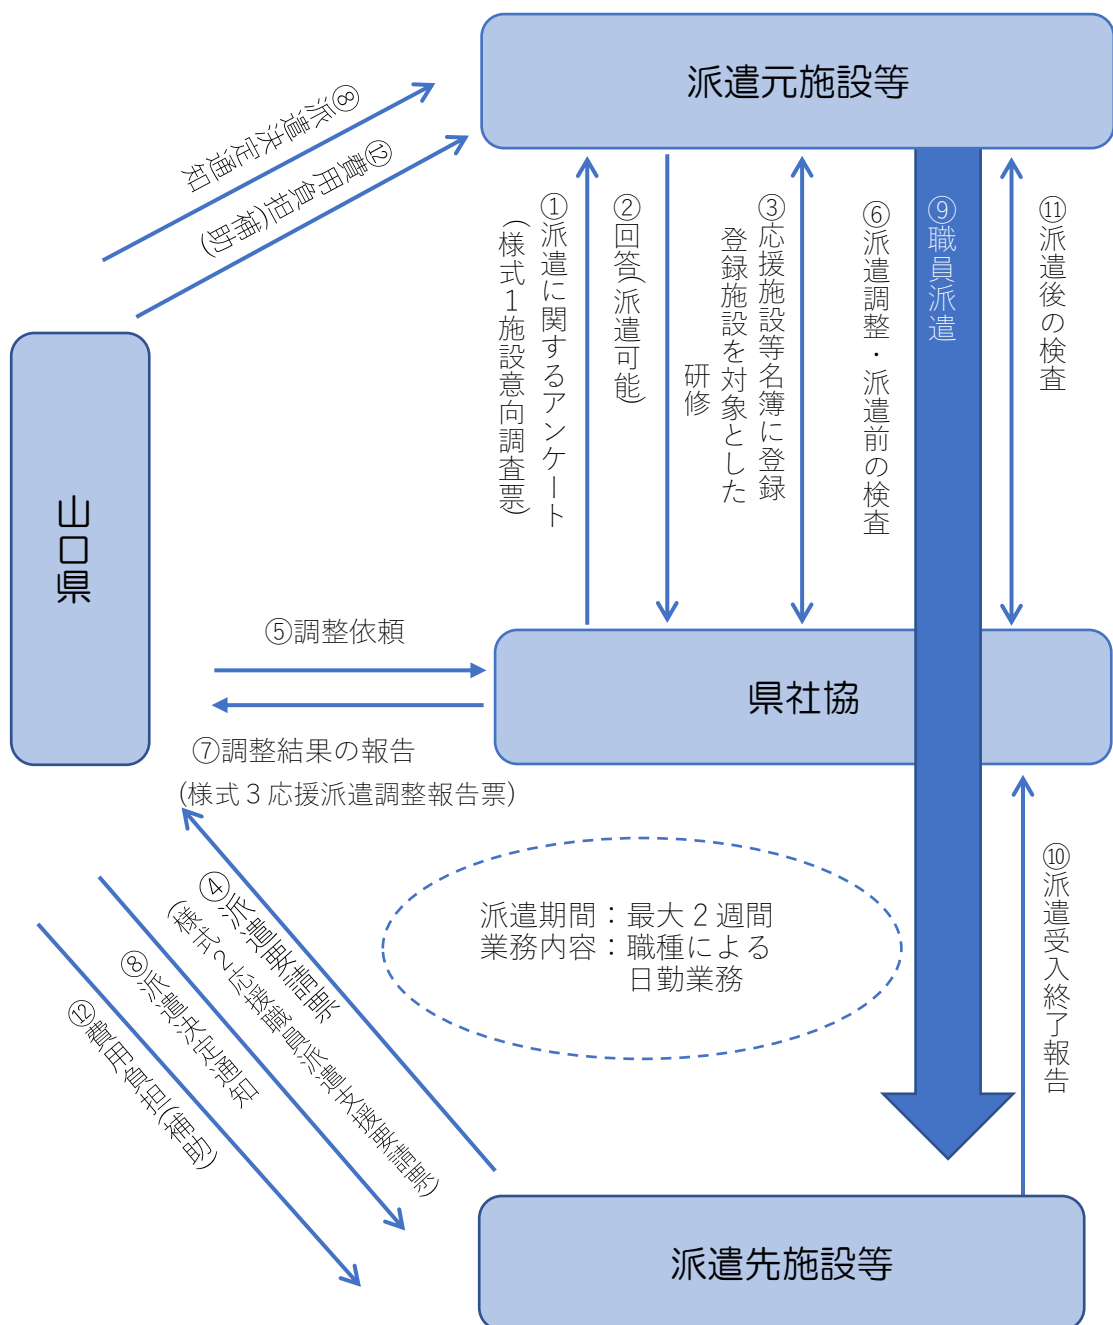 派遣元施設等
⑧派遣決定通知
⑫費用負担(補助)
①派遣に関するアンケート
(様式１施設意向調査票)
②回答(派遣可能)
③応援施設等名簿に登録
登録施設を対象とした
研修
⑥派遣調整・派遣前の検査
⑨職員派遣
⑪派遣後の検査
山口県
⑤調整依頼
県社協
⑦調整結果の報告
(様式３応援派遣調整報告票)
④派遣要請票
(様式２応援職員派遣支援要請票)
⑧派遣決定通知
⑫費用負担(補助)
派遣期間：最大２週間
業務内容：職種による
日勤業務
⑩派遣受入終了報告
派遣先施設等